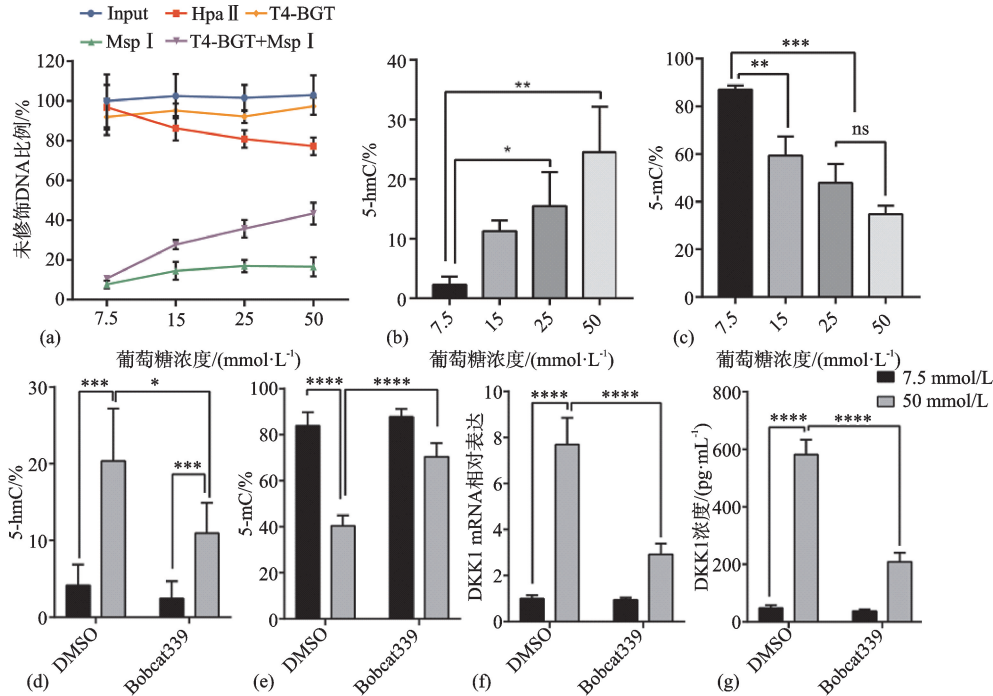 Input HpaⅡ T4-BGT
MspⅠ T4-BGT+MspⅠ
120
100
80
60
40
20
0
未修饰DNA比例/%
7.5 15 25 50
(a)
葡萄糖浓度/(mmol·L⁻¹)
40
30
20
10
0
5-hmC/%
**
*
7.5 15 25 50
(b)
葡萄糖浓度/(mmol·L⁻¹)
100
80
60
40
20
0
5-mC/%
***
**
ns
7.5 15 25 50
(c)
葡萄糖浓度/(mmol·L⁻¹)
7.5 mmol/L
50 mmol/L
30
20
10
0
5-hmC/%
*** *
***
DMSO Bobcat339
(d)
100
80
60
40
20
0
5-mC/%
**** ****
DMSO Bobcat339
(e)
10
8
6
4
2
0
DKK1 mRNA相对表达
**** ****
DMSO Bobcat339
(f)
800
600
400
200
0
DKK1浓度/(pg·mL⁻¹)
**** ****
DMSO Bobcat339
(g)